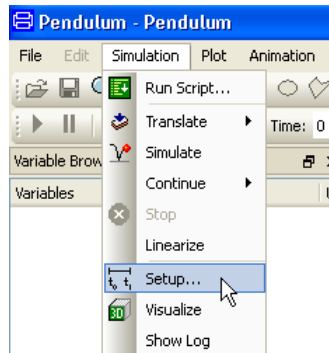 Pendulum - Pendulum
File Edit Simulation Plot Animation
Run Script...
Translate
Time: 0
Simulate
Variable Brow
Continue
Variables
Stop
Linearize
Setup...
3D Visualize
Show Log